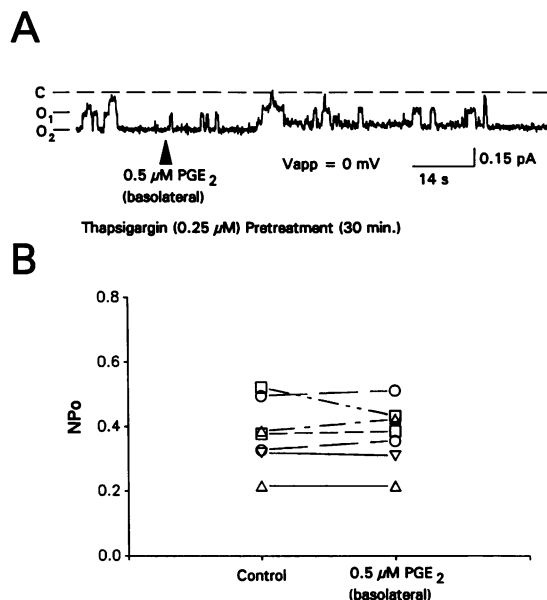 A
C
O1
O2
0.5 µM PGE2
(basolateral)
Vapp = 0 mV
0.15 pA
14 s
Thapsigargin (0.25 µM) Pretreatment (30 min.)
B
0.8
0.6
0.4
0.2
0.0
NPo
Control
0.5 µM PGE2
(basolateral)